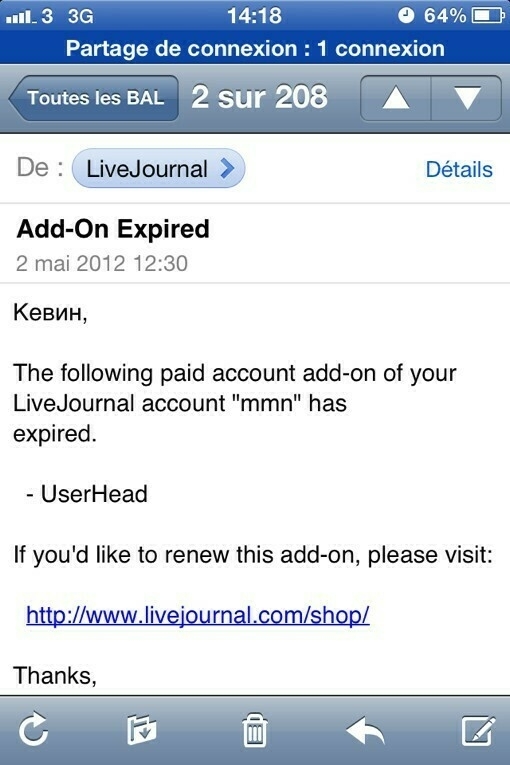 3 3G 14:18 64%
Partage de connexion : 1 connexion
Toutes les BAL 2 sur 208
De : LiveJournal Détails
Add-On Expired
2 mai 2012 12:30
Кевин,
The following paid account add-on of your
LiveJournal account "mmn" has
expired.
- UserHead
If you'd like to renew this add-on, please visit:
http://www.livejournal.com/shop/
Thanks,